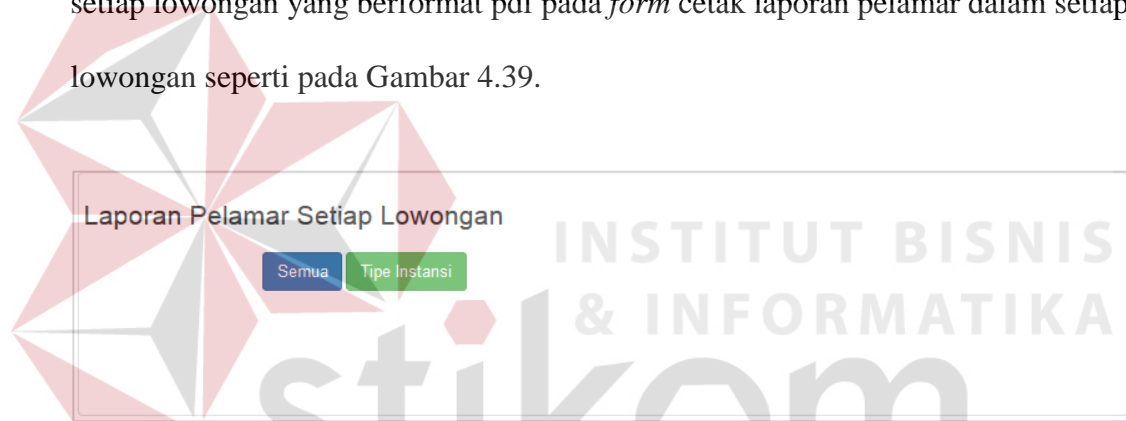 setiap lowongan yang berformat pdf pada form cetak laporan pelamar dalam setiap
lowongan seperti pada Gambar 4.39.
Laporan Pelamar Setiap Lowongan
Semua Tipe Instansi
INSTITUT BISNIS
& INFORMATIKA
stikom